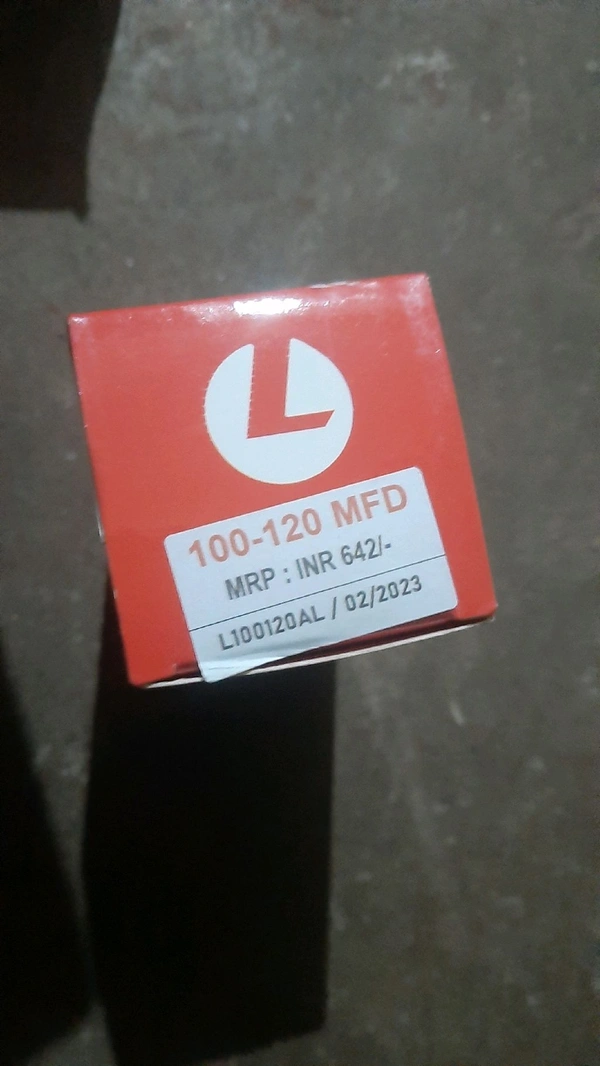 L
100-120 MFD
MRP : INR 642/-
L100120AL / 02/2023